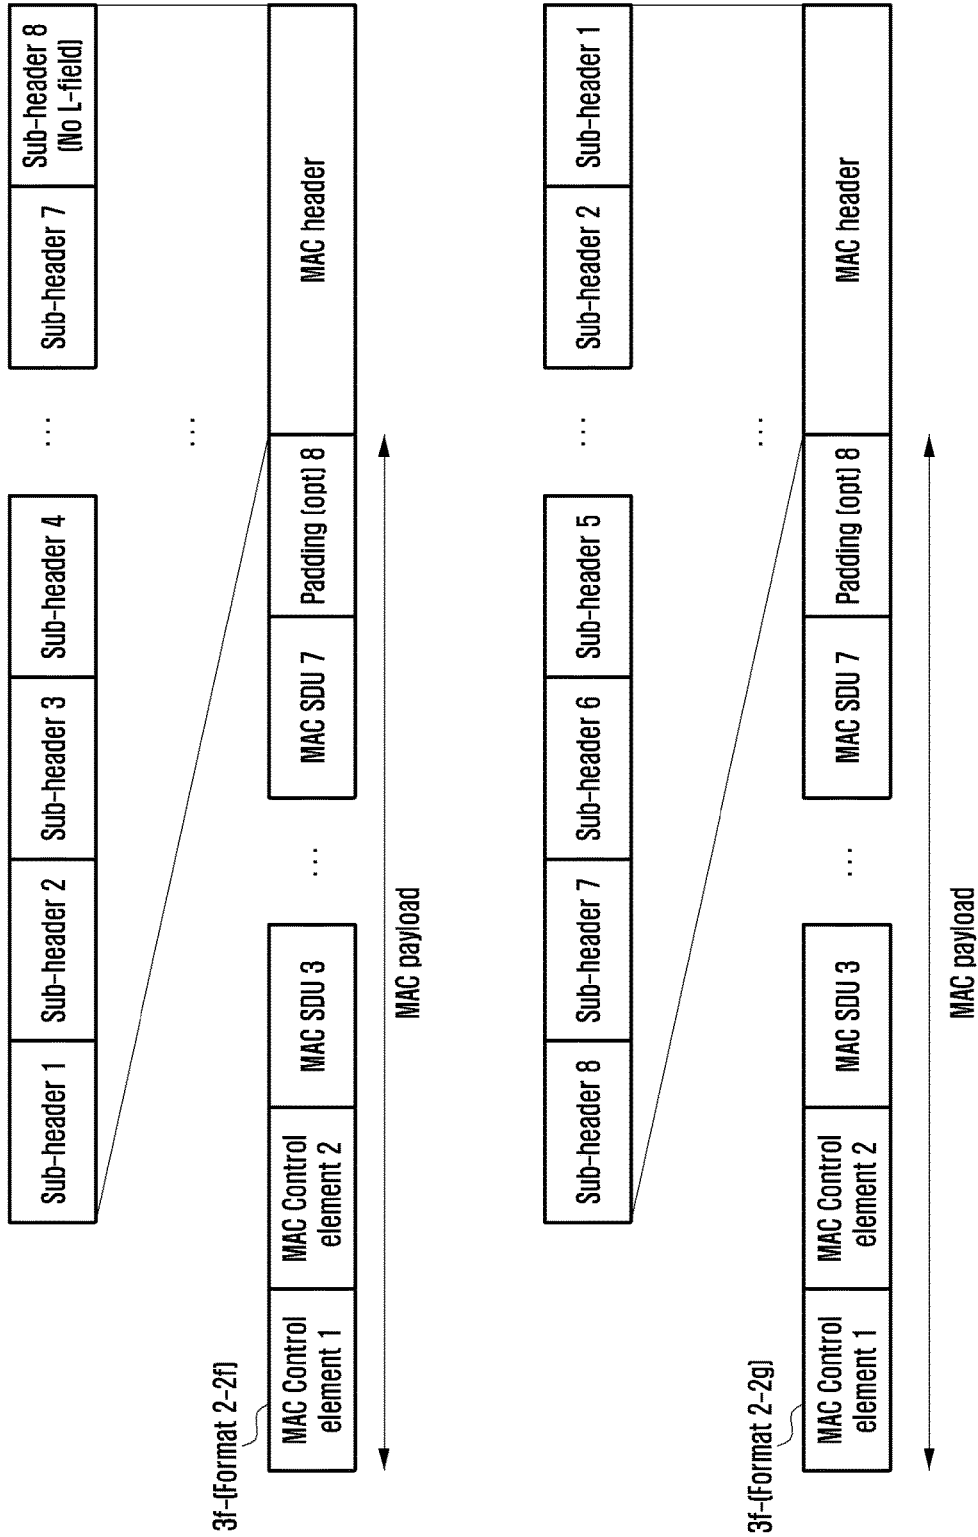 Sub-header 1
Sub-header 2
Sub-header 3
Sub-header 4
...
Sub-header 7
Sub-header 8
(No L-field)
...
3f-(Format 2-2f)
MAC Control
element 1
MAC Control
element 2
MAC SDU 3
...
MAC SDU 7
Padding (opt) 8
MAC header
MAC payload
Sub-header 8
Sub-header 7
Sub-header 6
Sub-header 5
...
Sub-header 2
Sub-header 1
...
3f-(Format 2-2g)
MAC Control
element 1
MAC Control
element 2
MAC SDU 3
...
MAC SDU 7
Padding (opt) 8
MAC header
MAC payload